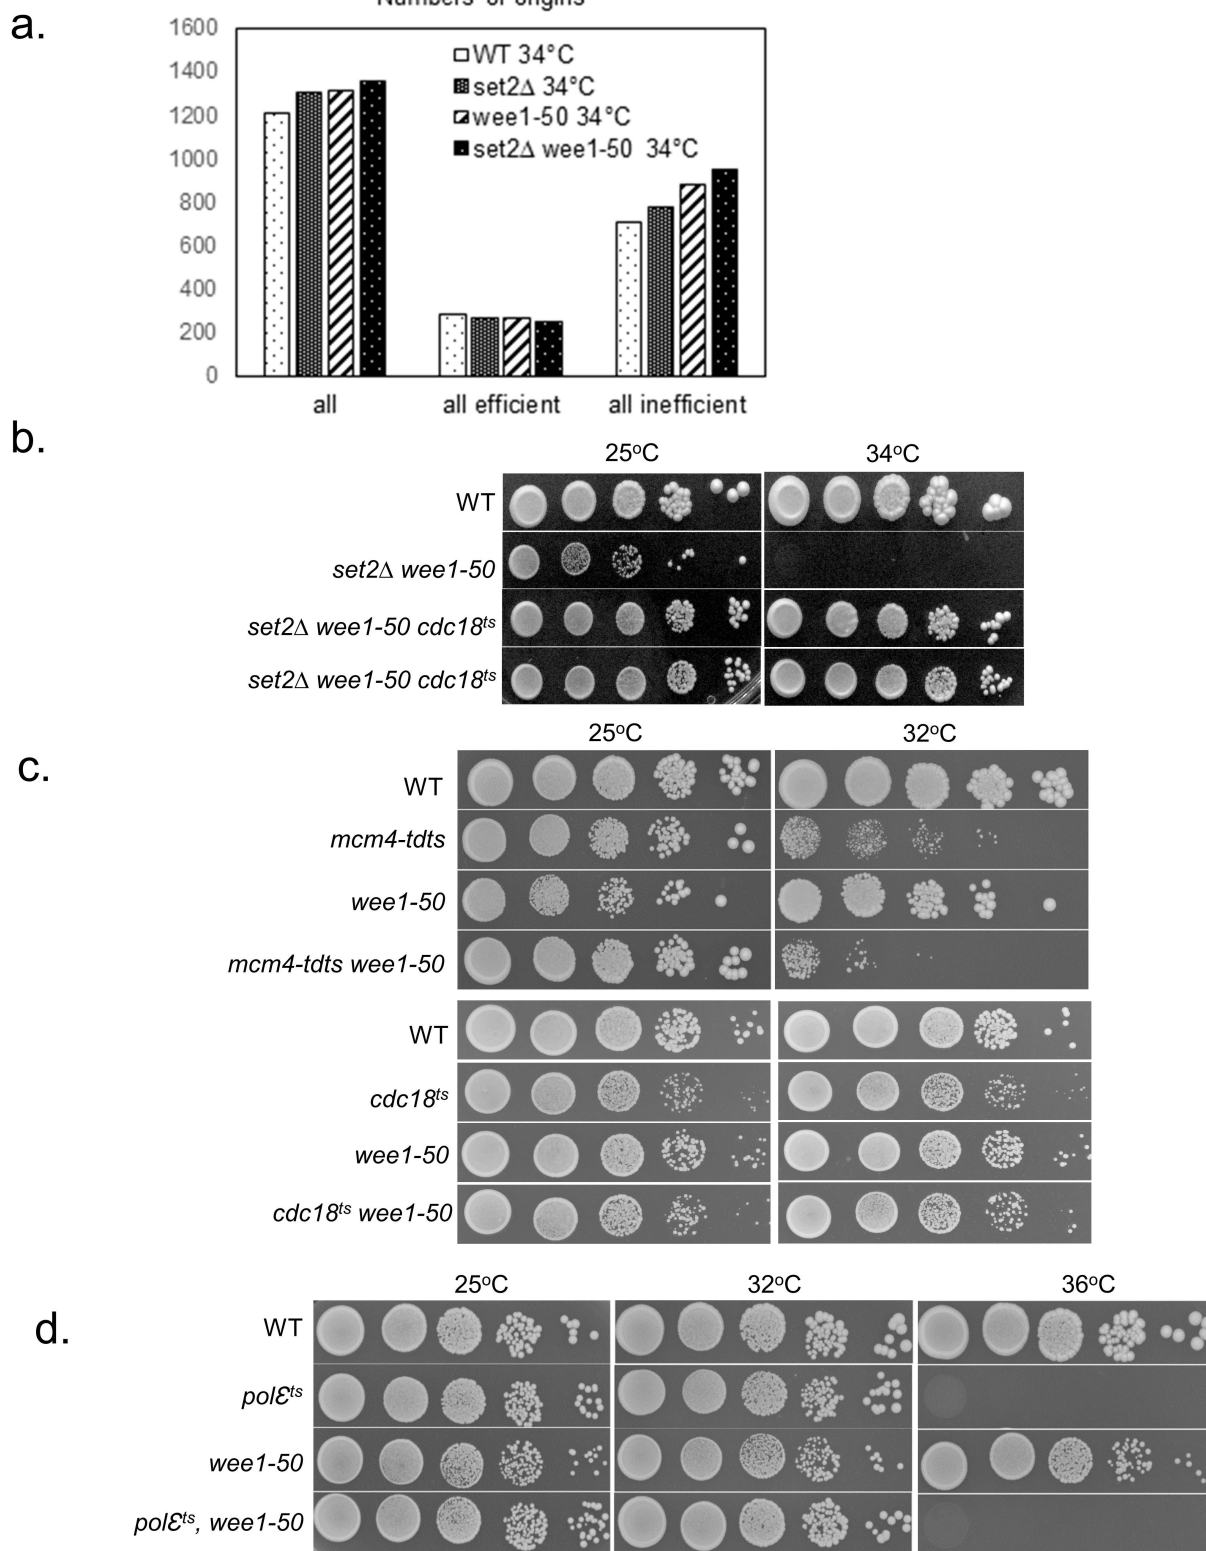 a.
Numbers of origins
1600
1400
1200
1000
800
600
400
200
0
WT 34°C
set2Δ 34°C
wee1-50 34°C
set2Δ wee1-50 34°C
all all efficient all inefficient
b.
25°C 34°C
WT
set2Δ wee1-50
set2Δ wee1-50 cdc18ts
set2Δ wee1-50 cdc18ts
c.
25°C 32°C
WT
mcm4-tdts
wee1-50
mcm4-tdts wee1-50
WT
cdc18ts
wee1-50
cdc18ts wee1-50
d.
25°C 32°C 36°C
WT
polƐts
wee1-50
polƐts, wee1-50